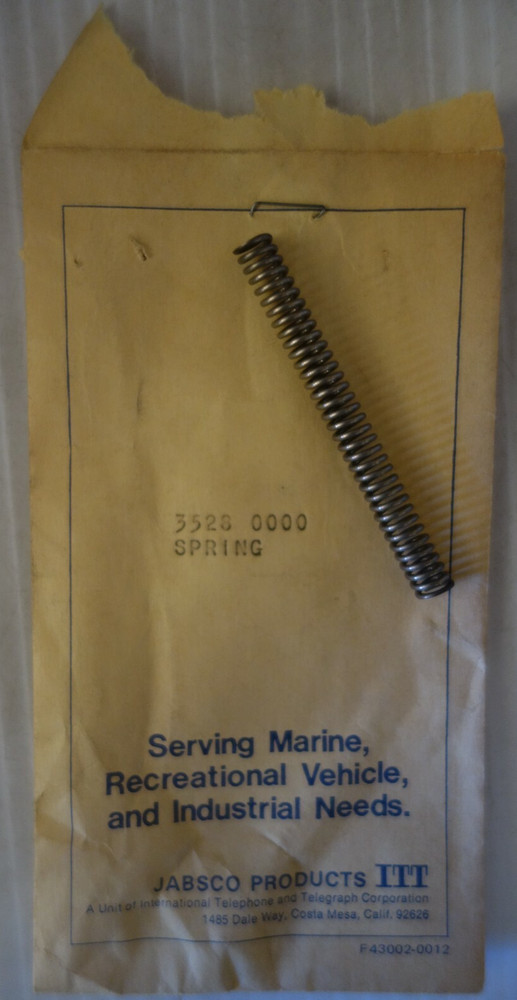 3528 0000
SPRING
Serving Marine,
Recreational Vehicle,
and Industrial Needs.
JABSCO PRODUCTS ITT
A Unit of International Telephone and Telegraph Corporation
1485 Dale Way, Costa Mesa, Calif. 92626
F43002-0012